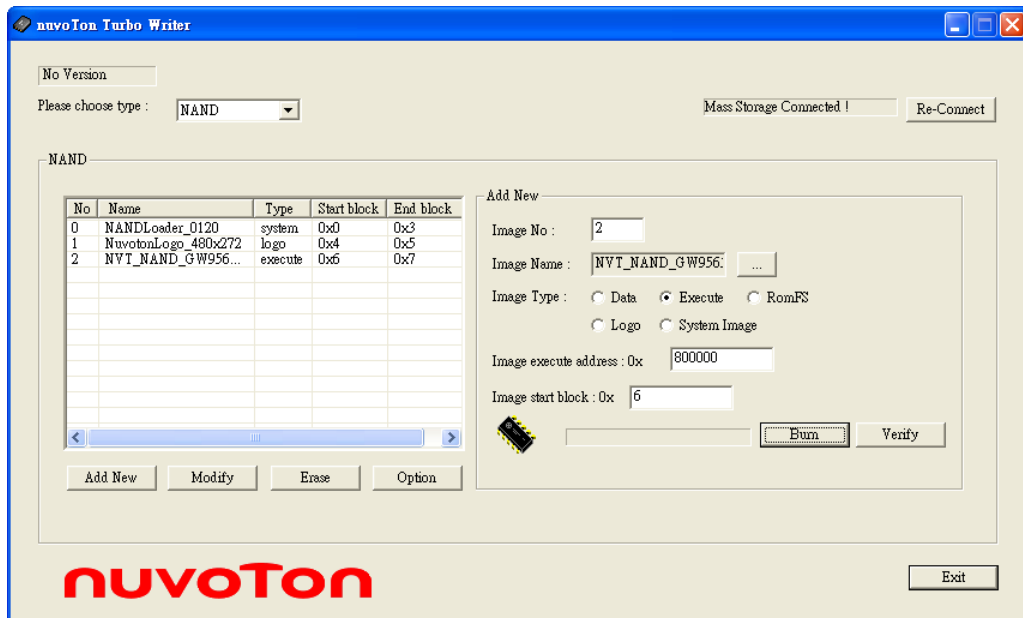 nuvoTon Turbo Writer
No Version
Please choose type : NAND
Mass Storage Connected ! Re-Connect
NAND
No Name Type Start block End block
0 NANDLoader_0120 system 0x0 0x3
1 NuvotonLogo_480x272 logo 0x4 0x5
2 NVT_NAND_GW956... execute 0x6 0x7
Add New Modify Erase Option
Add New
Image No : 2
Image Name : NVT_NAND_GW956 ...
Image Type : Data Execute RomFS
Logo System Image
Image execute address : 0x 800000
Image start block : 0x 6
Burn Verify
nuvoTon
Exit